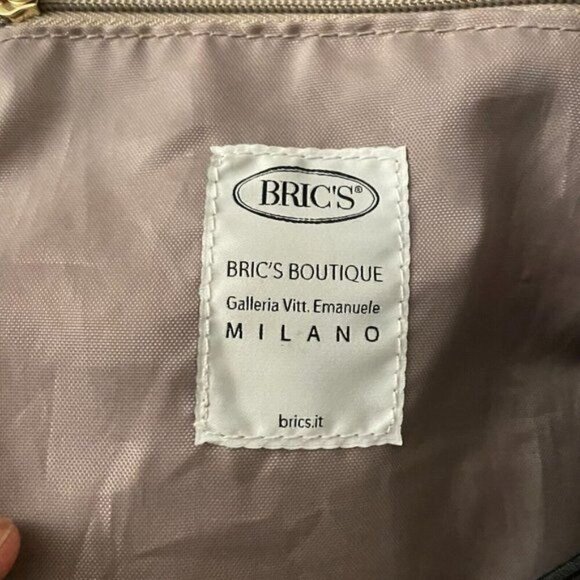 BRIC'S®
BRIC'S BOUTIQUE
Galleria Vitt. Emanuele
MILANO
brics.it